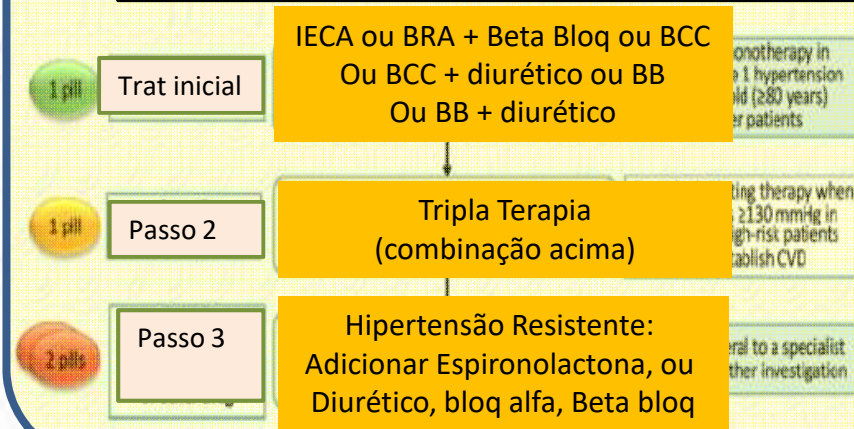 IECA ou BRA + Beta Bloq ou BCC
Ou BCC + diurético ou BB
Ou BB + diurético
1 pill
Trat inicial
onotherapy in
1 hypertension
ld (≥80 years)
er patients
1 pill
Passo 2
Tripla Terapia
(combinação acima)
ting therapy when
≥130 mmHg in
gh-risk patients
tablish CVD
2 pills
Passo 3
Hipertensão Resistente:
Adicionar Espironolactona, ou
Diurético, bloq alfa, Beta bloq
eral to a specialist
ther investigation